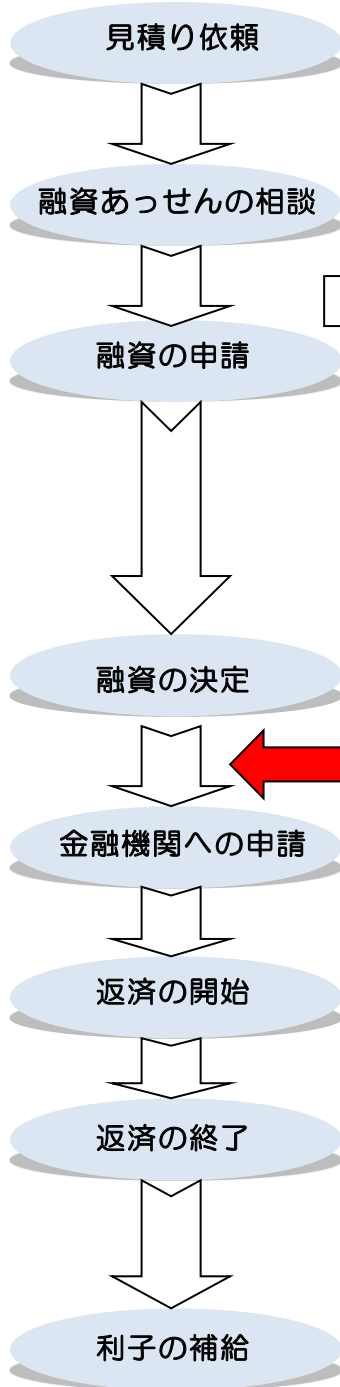 見積り依頼
融資あっせんの相談
融資の申請
融資の決定
金融機関への申請
返済の開始
返済の終了
利子の補給